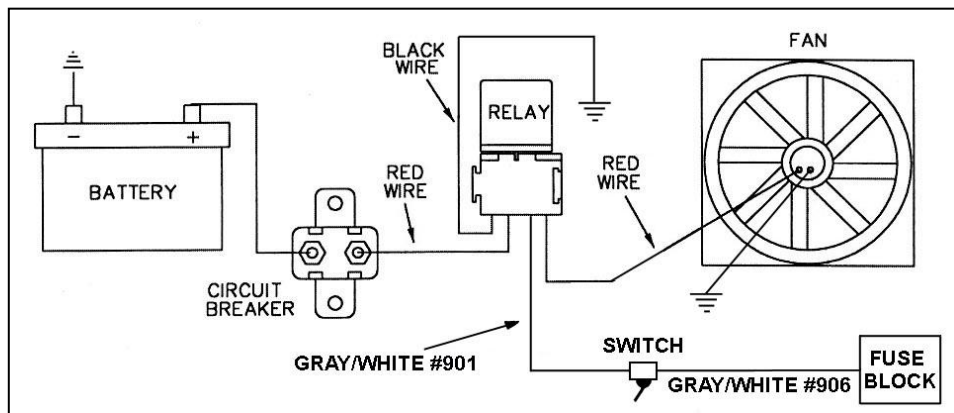 FAN
BLACK
WIRE
RELAY
-
+
BATTERY
RED
WIRE
RED
WIRE
CIRCUIT
BREAKER
GRAY/WHITE #901
SWITCH
GRAY/WHITE #906
FUSE
BLOCK